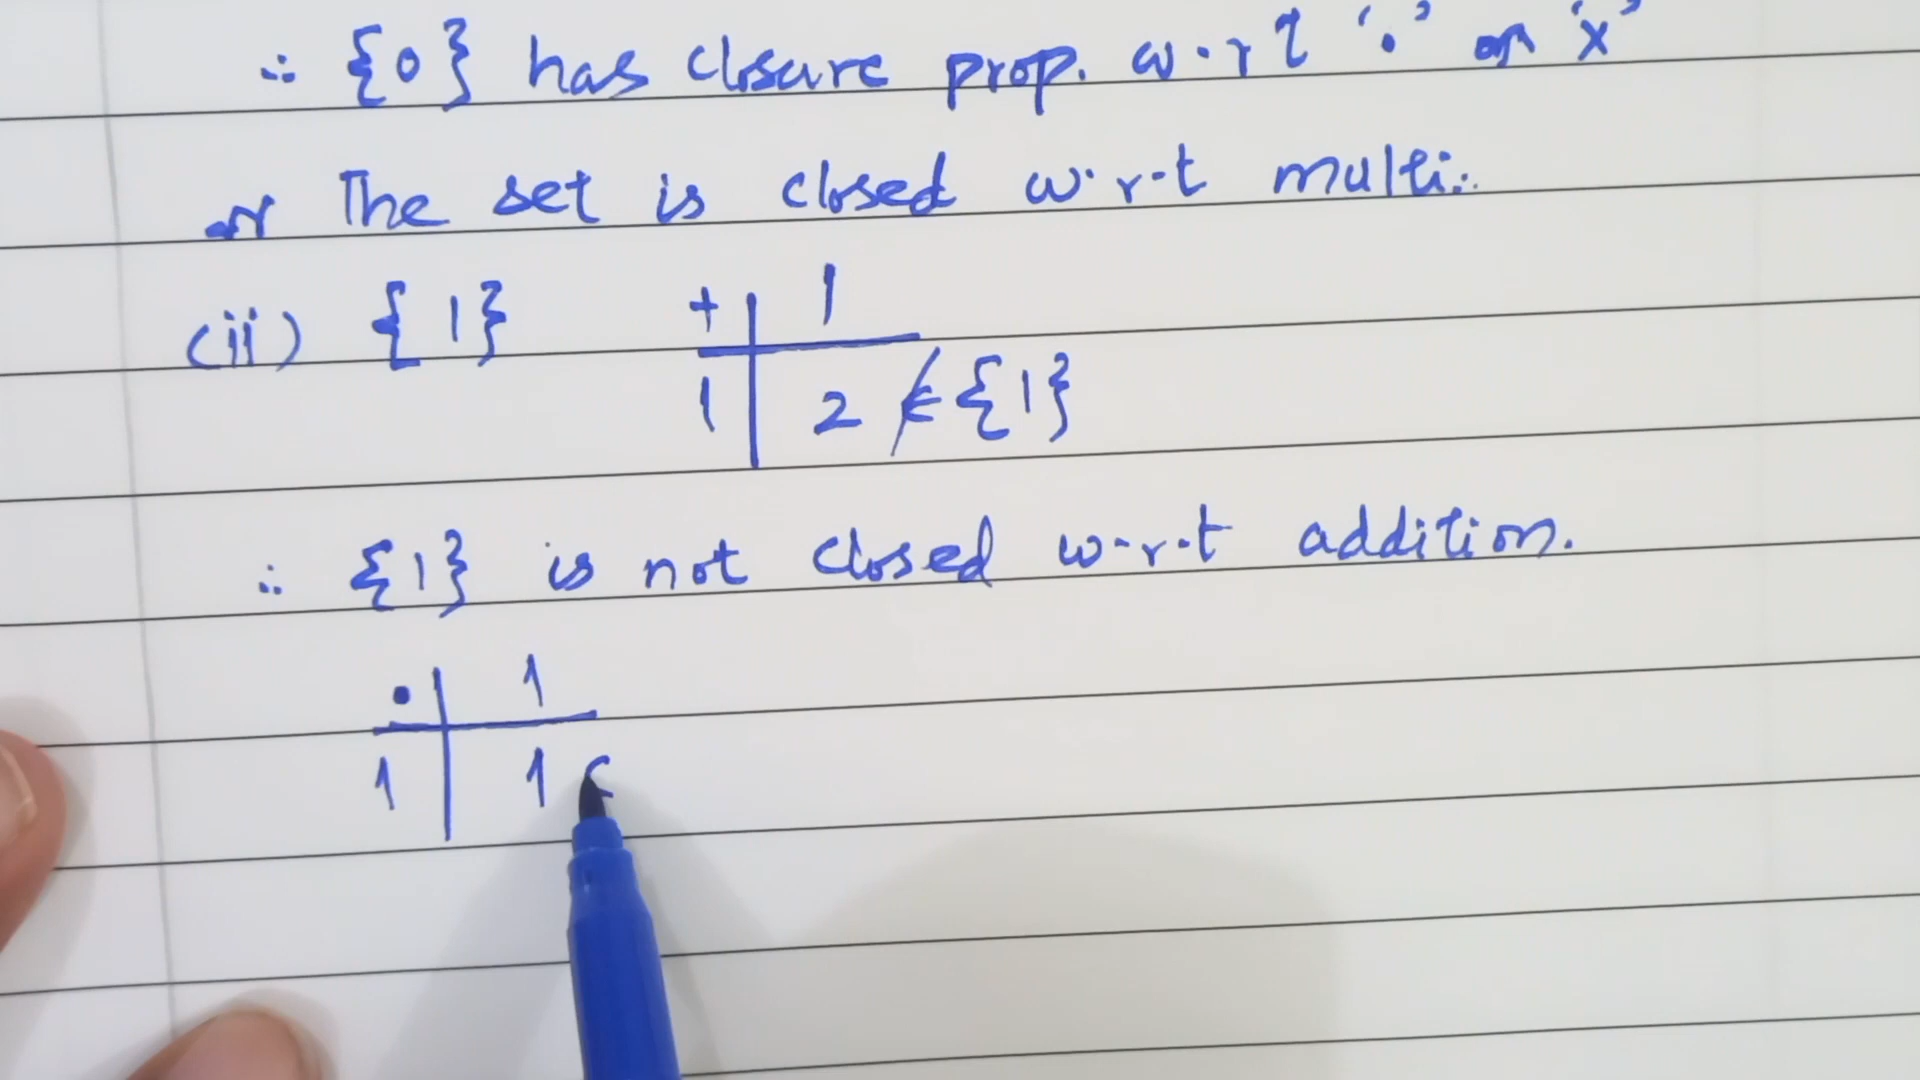 ∴ {0} has closure prop. w.r.t '.' or 'x'
or The set is closed w.r.t multi.
(ii) {1} + 1
1 2 ∉ {1}
∴ {1} is not closed w.r.t addition.
• 1
1 1